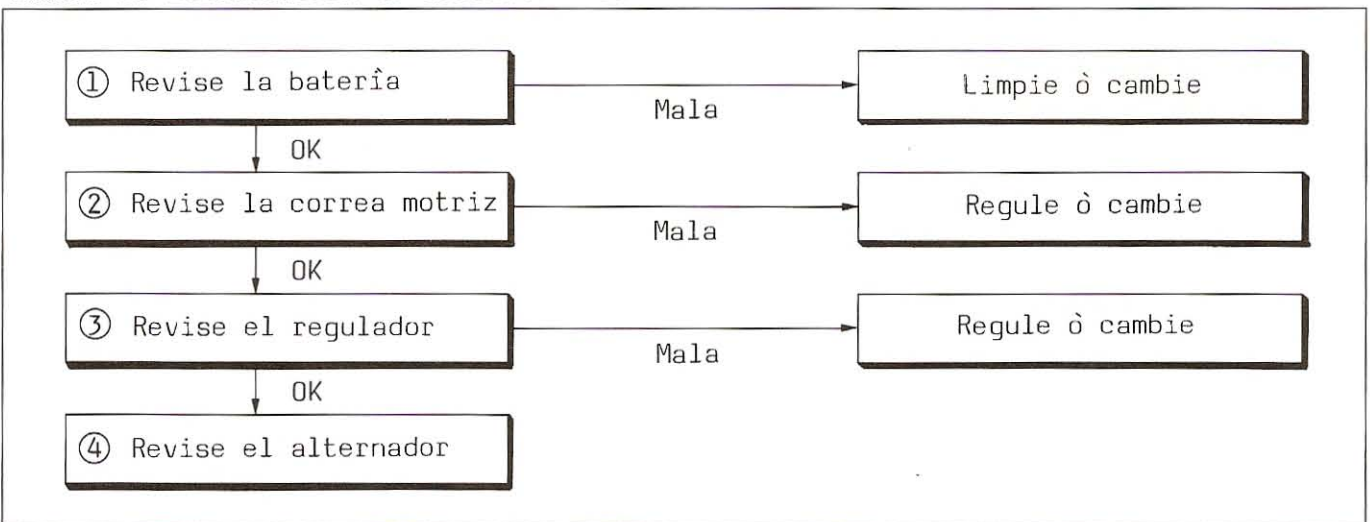 ① Revise la baterìa
Mala
Limpie ò cambie
OK
② Revise la correa motriz
Mala
Regule ò cambie
OK
③ Revise el regulador
Mala
Regule ò cambie
OK
④ Revise el alternador